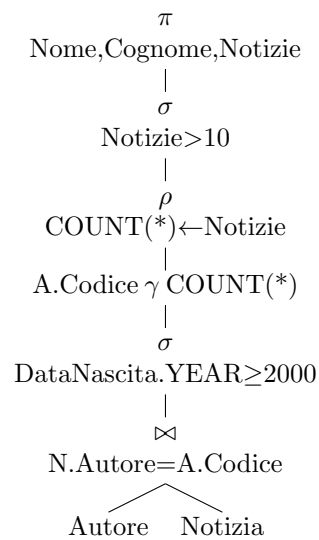 π
Nome,Cognome,Notizie
σ
Notizie>10
ρ
COUNT(*)←Notizie
A.Codice γ COUNT(*)
σ
DataNascita.YEAR≥2000
⋈
N.Autore=A.Codice
Autore Notizia